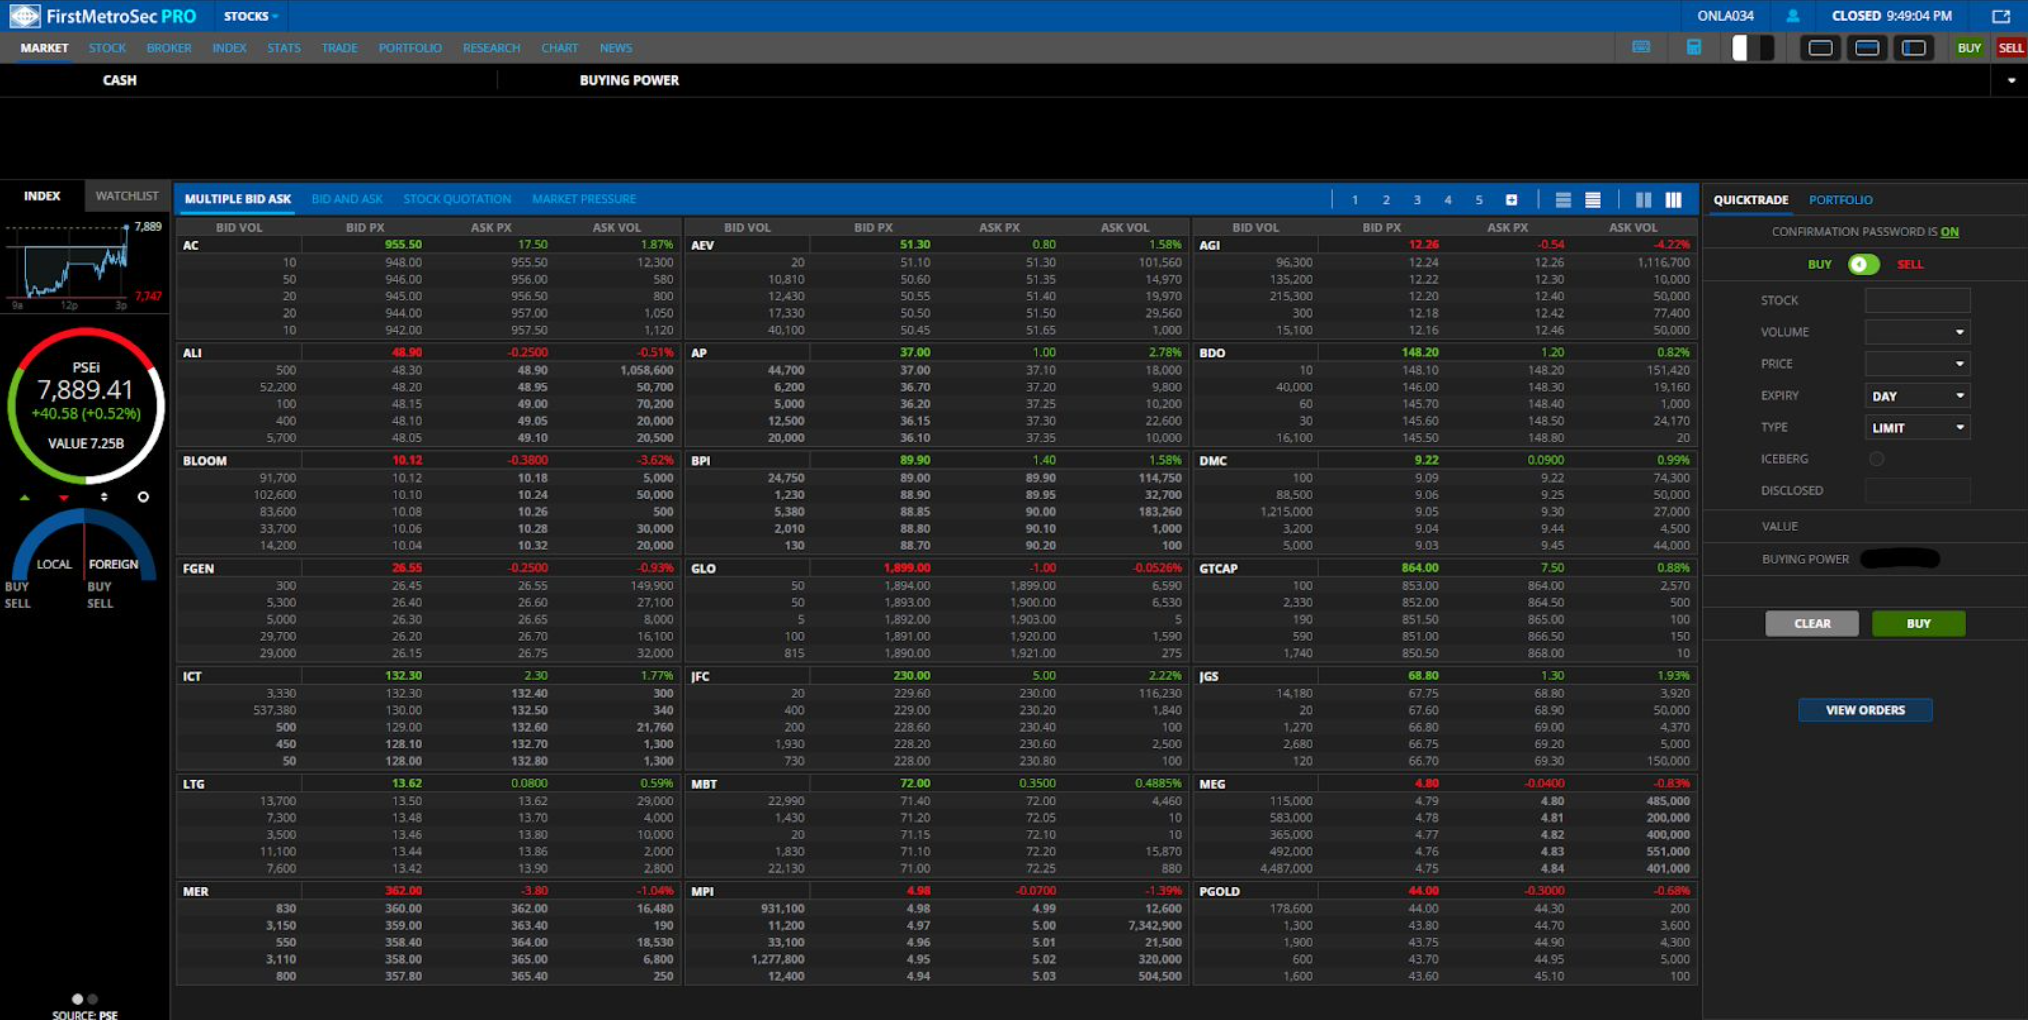 FirstMetroSec PRO STOCKS ONLA034 CLOSED 9:49:04 PM
MARKET STOCK BROKER INDEX STATS TRADE PORTFOLIO RESEARCH CHART NEWS BUY SELL
CASH BUYING POWER
INDEX WATCHLIST
7,889
7,747
9a 12p 3p
PSEi
7,889.41
+40.58 (+0.52%)
VALUE 7.25B
LOCAL FOREIGN
BUY BUY
SELL SELL
SOURCE: PSE
MULTIPLE BID ASK BID AND ASK STOCK QUOTATION MARKET PRESSURE 1 2 3 4 5
BID VOL BID PX ASK PX ASK VOL BID VOL BID PX ASK PX ASK VOL BID VOL BID PX ASK PX ASK VOL
AC 955.50 17.50 1.87% AEV 51.30 0.80 1.58% AGI 12.26 -0.54 -4.22%
10 948.00 955.50 12,300 20 51.10 51.30 101,560 96,300 12.24 12.26 1,116,700
50 946.00 956.00 580 10,810 50.60 51.35 14,970 135,200 12.22 12.30 10,000
20 945.00 956.50 800 12,430 50.55 51.40 19,970 215,300 12.20 12.40 50,000
20 944.00 957.00 1,050 17,330 50.50 51.50 29,560 300 12.18 12.42 77,400
10 942.00 957.50 1,120 40,100 50.45 51.65 1,000 15,100 12.16 12.46 50,000
ALI 48.90 -0.2500 -0.51% AP 37.00 1.00 2.78% BDO 148.20 1.20 0.82%
500 48.30 48.90 1,058,600 44,700 37.00 37.10 18,000 10 148.10 148.20 151,420
52,200 48.20 48.95 50,700 6,200 36.70 37.20 9,800 40,000 146.00 148.30 19,160
100 48.15 49.00 70,200 5,000 36.20 37.25 10,200 60 145.70 148.40 1,000
400 48.10 49.05 20,000 12,500 36.15 37.30 22,600 30 145.60 148.50 24,170
5,700 48.05 49.10 20,500 20,000 36.10 37.35 10,000 16,100 145.50 148.80 20
BLOOM 10.12 -0.3800 -3.62% BPI 89.90 1.40 1.58% DMC 9.22 0.0900 0.99%
91,700 10.12 10.18 5,000 24,750 89.00 89.90 114,750 100 9.09 9.22 74,300
102,600 10.10 10.24 50,000 1,230 88.90 89.95 32,700 88,500 9.06 9.25 50,000
83,600 10.08 10.26 500 5,380 88.85 90.00 183,260 1,215,000 9.05 9.30 27,000
33,700 10.06 10.28 30,000 2,010 88.80 90.10 1,000 3,200 9.04 9.44 4,500
14,200 10.04 10.32 20,000 130 88.70 90.20 100 5,000 9.03 9.45 44,000
FGEN 26.55 -0.2500 -0.93% GLO 1,899.00 -1.00 -0.0526% GTCAP 864.00 7.50 0.88%
300 26.45 26.55 149,900 50 1,894.00 1,899.00 6,590 100 853.00 864.00 2,570
5,300 26.40 26.60 27,100 50 1,893.00 1,900.00 6,530 2,330 852.00 864.50 500
5,000 26.30 26.65 8,000 5 1,892.00 1,903.00 5 190 851.50 865.00 100
29,700 26.20 26.70 16,100 100 1,891.00 1,920.00 1,590 590 851.00 866.50 150
29,000 26.15 26.75 32,000 815 1,890.00 1,921.00 275 1,740 850.50 868.00 10
ICT 132.30 2.30 1.77% JFC 230.00 5.00 2.22% JGS 68.80 1.30 1.93%
3,330 132.30 132.40 300 20 229.60 230.00 116,230 14,180 67.75 68.80 3,920
537,380 130.00 132.50 340 400 229.00 230.20 1,840 20 67.60 68.90 50,000
500 129.00 132.60 21,760 200 228.60 230.40 100 1,270 66.80 69.00 4,370
450 128.10 132.70 1,300 1,930 228.20 230.60 2,500 2,680 66.75 69.20 5,000
50 128.00 132.80 1,300 730 228.00 230.80 100 120 66.70 69.30 150,000
LTG 13.62 0.0800 0.59% MBT 72.00 0.3500 0.4885% MEG 4.80 -0.0400 -0.83%
13,700 13.50 13.62 29,000 22,990 71.40 72.00 4,460 115,000 4.79 4.80 485,000
7,300 13.48 13.70 4,000 1,430 71.20 72.05 10 583,000 4.78 4.81 200,000
3,500 13.46 13.80 10,000 20 71.15 72.10 10 365,000 4.77 4.82 400,000
11,100 13.44 13.86 2,000 1,830 71.10 72.20 15,870 492,000 4.76 4.83 551,000
7,600 13.42 13.90 2,800 22,130 71.00 72.25 880 4,487,000 4.75 4.84 401,000
MER 362.00 -3.80 -1.04% MPI 4.98 -0.0700 -1.39% PGOLD 44.00 -0.3000 -0.68%
830 360.00 362.00 16,480 931,100 4.98 4.99 12,600 178,600 44.00 44.30 200
3,150 359.00 363.40 190 11,200 4.97 5.00 7,342,900 1,300 43.80 44.70 3,600
550 358.40 364.00 18,530 33,100 4.96 5.01 21,500 1,900 43.75 44.90 4,300
3,110 358.00 365.00 6,800 1,277,800 4.95 5.02 320,000 600 43.70 44.95 5,000
800 357.80 365.40 250 12,400 4.94 5.03 504,500 1,600 43.60 45.10 100
QUICKTRADE PORTFOLIO
CONFIRMATION PASSWORD IS ON
BUY SELL
STOCK
VOLUME
PRICE
EXPIRY DAY
TYPE LIMIT
ICEBERG
DISCLOSED
VALUE
BUYING POWER
CLEAR BUY
VIEW ORDERS